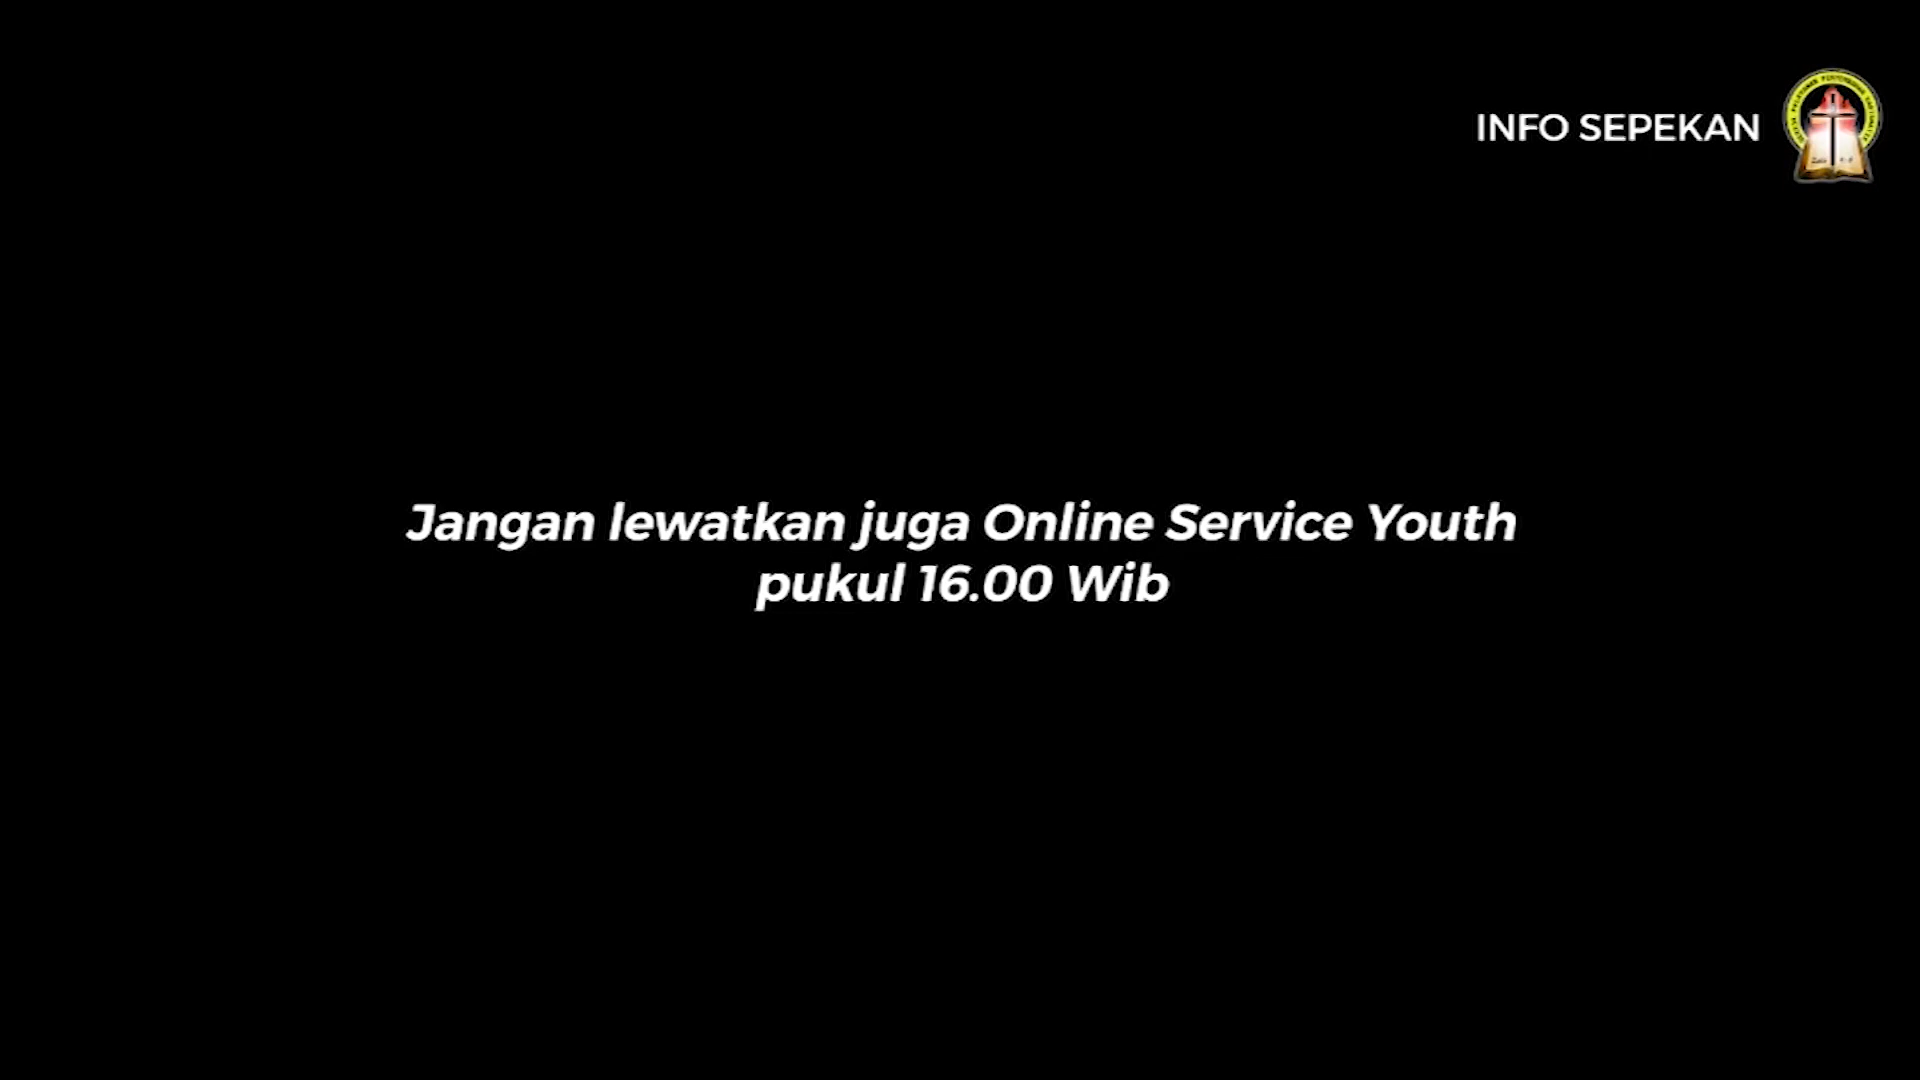 INFO SEPEKAN
Jangan lewatkan juga Online Service Youth
pukul 16.00 Wib